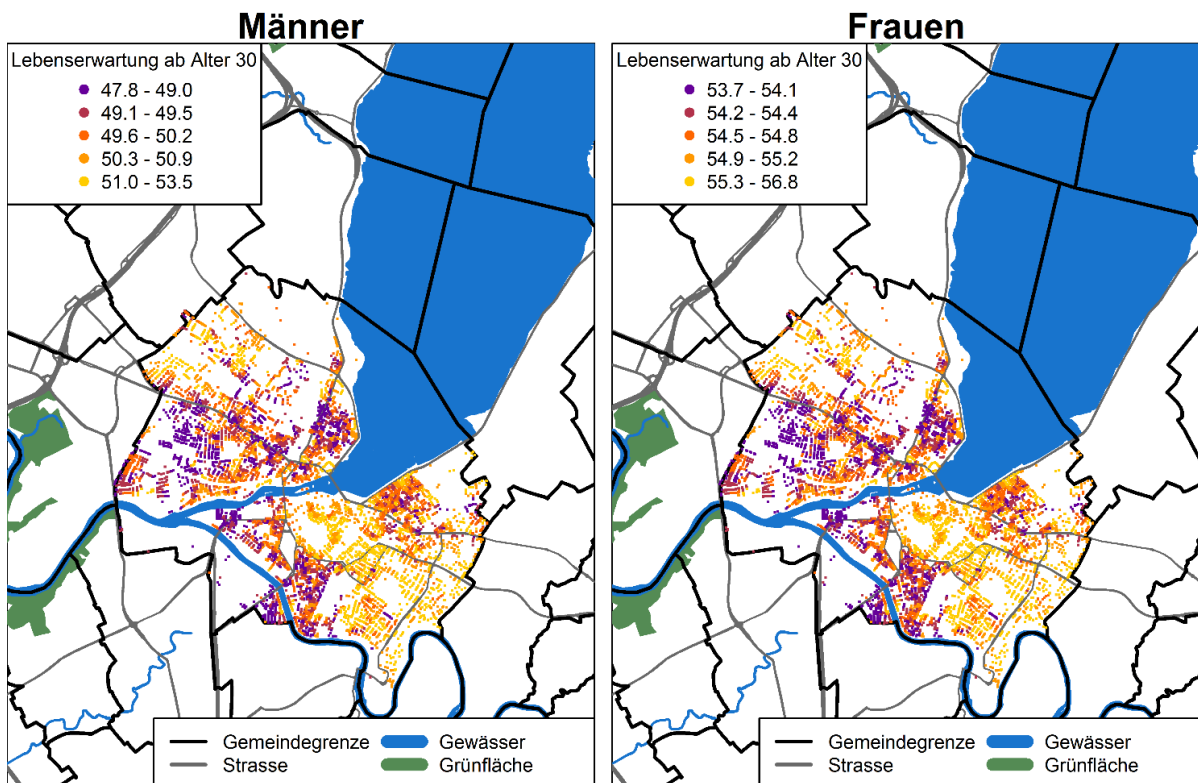 Männer
Lebenserwartung ab Alter 30
47.8 - 49.0
49.1 - 49.5
49.6 - 50.2
50.3 - 50.9
51.0 - 53.5
Gemeindegrenze
Strasse
Gewässer
Grünfläche
Frauen
Lebenserwartung ab Alter 30
53.7 - 54.1
54.2 - 54.4
54.5 - 54.8
54.9 - 55.2
55.3 - 56.8
Gemeindegrenze
Strasse
Gewässer
Grünfläche